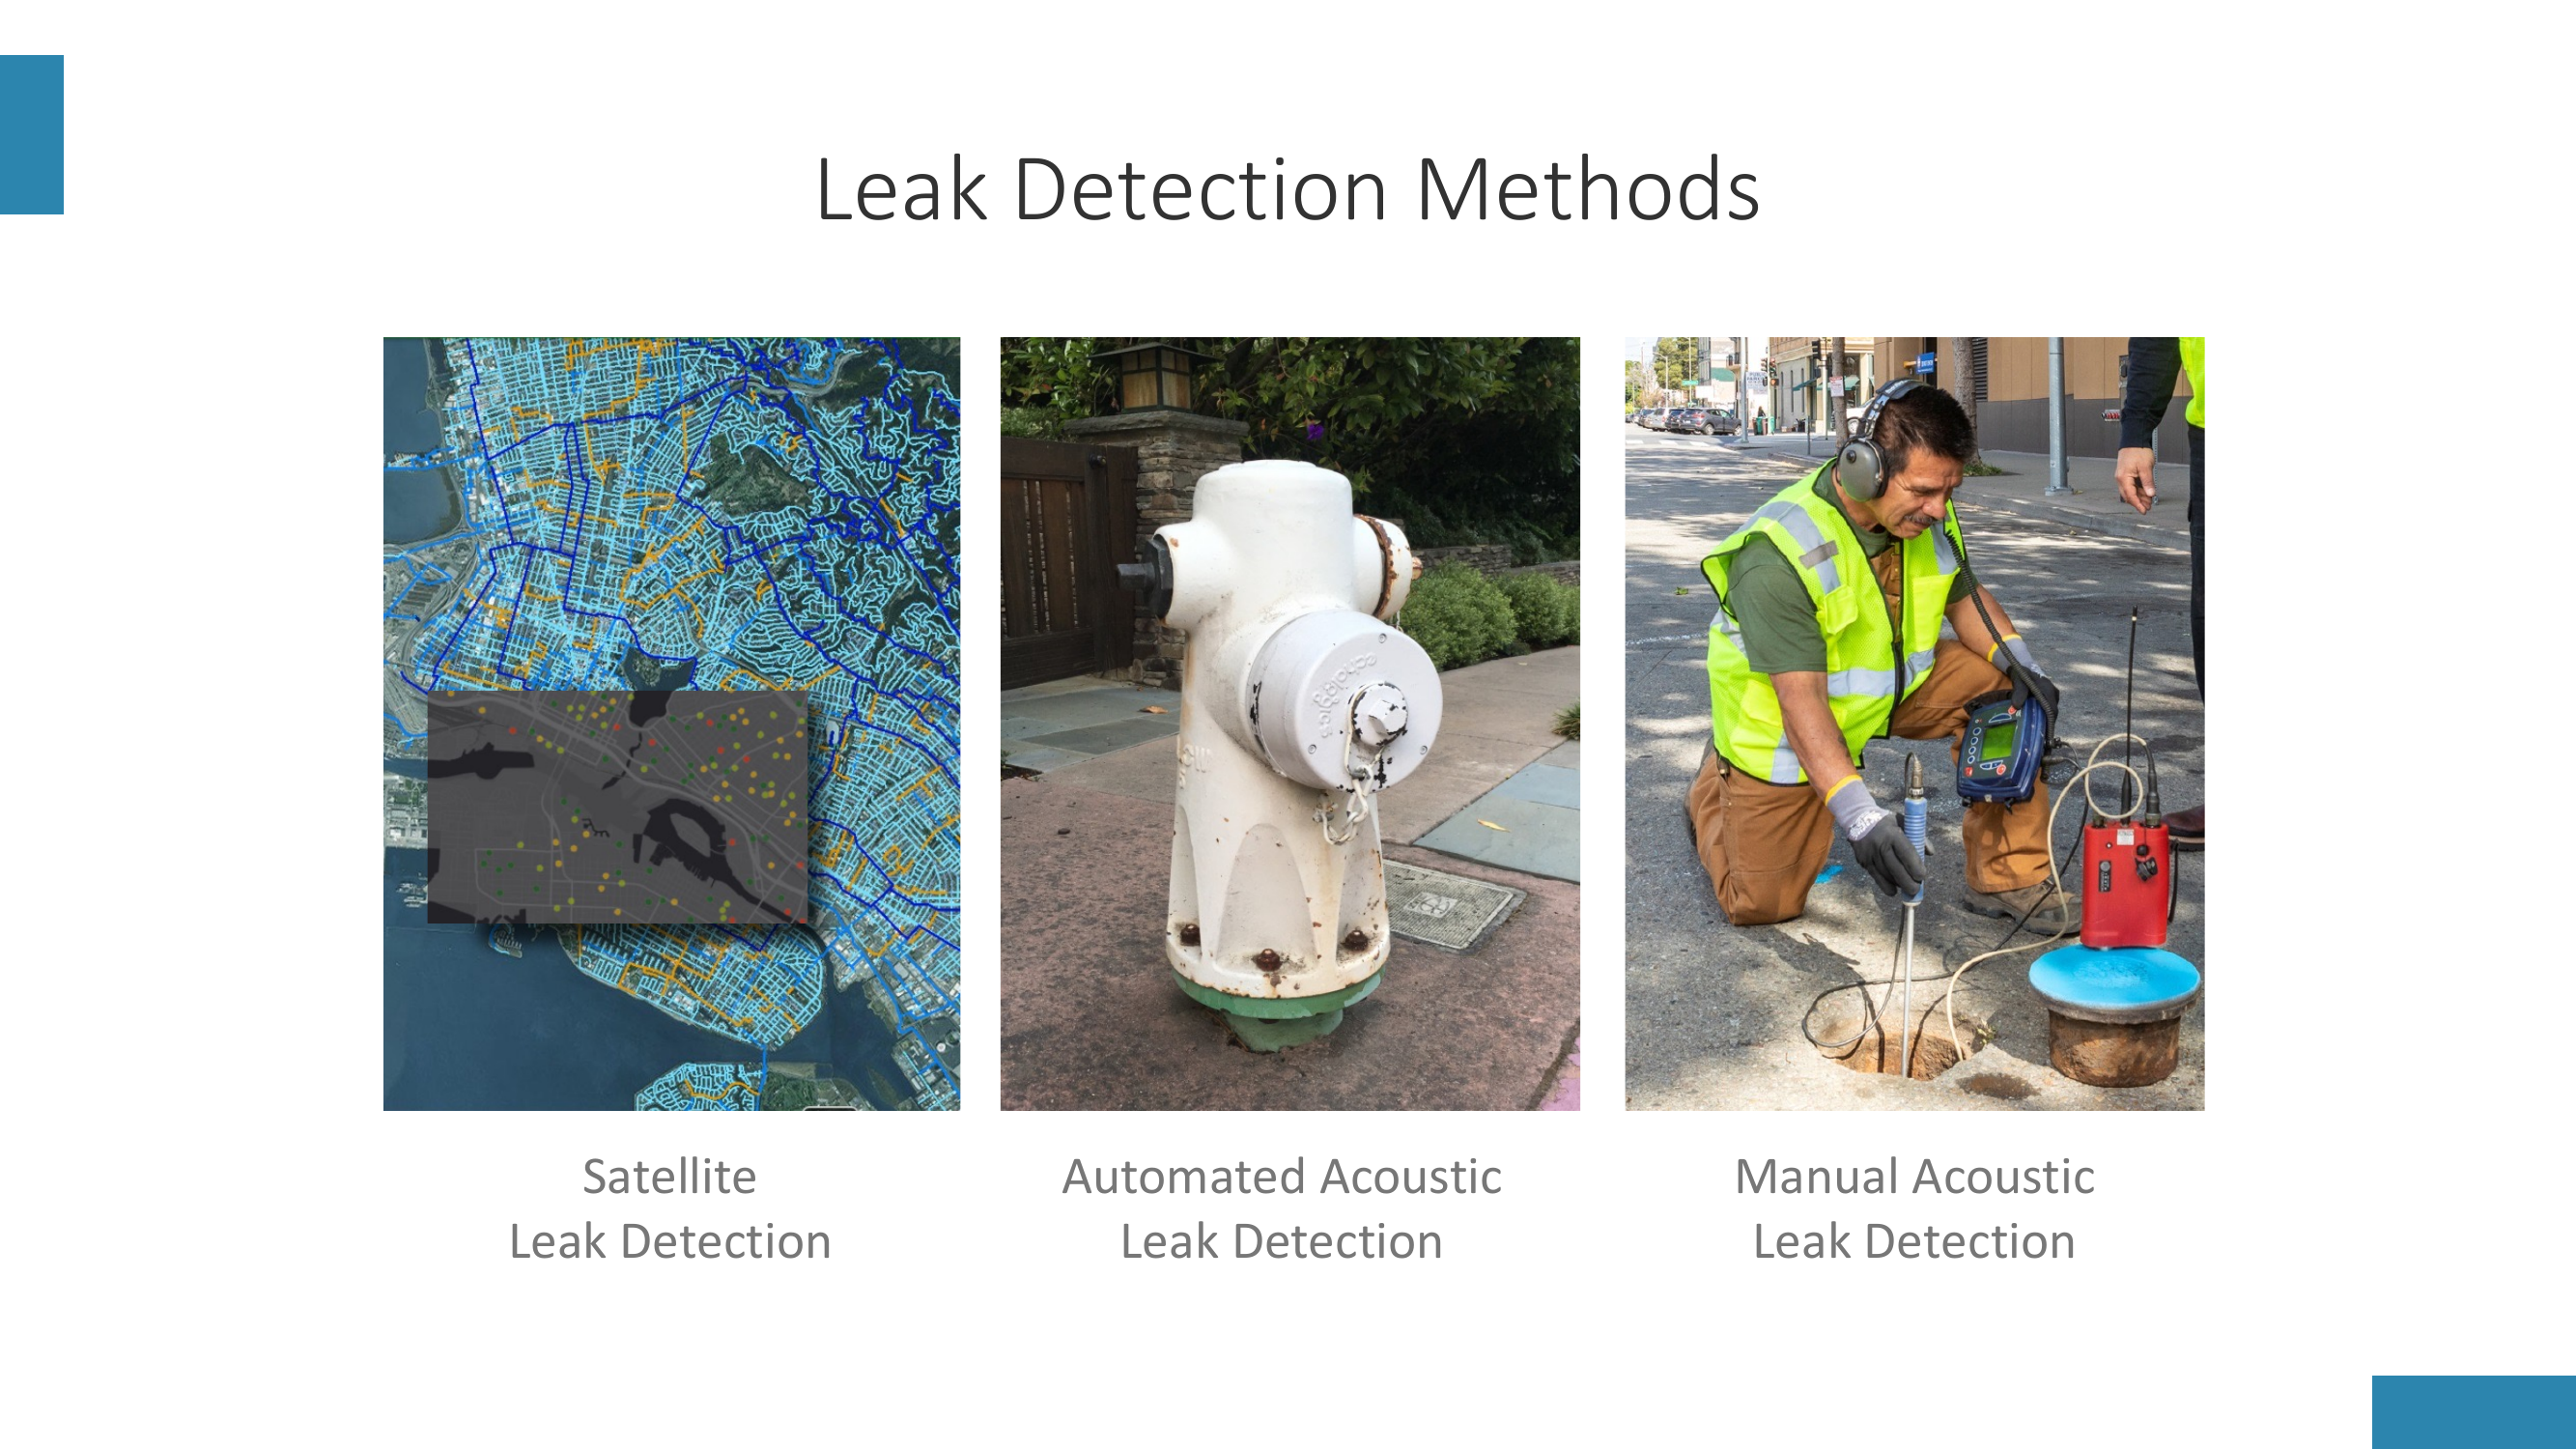 Leak Detection Methods
echologics
Satellite
Leak Detection
Automated Acoustic
Leak Detection
Manual Acoustic
Leak Detection